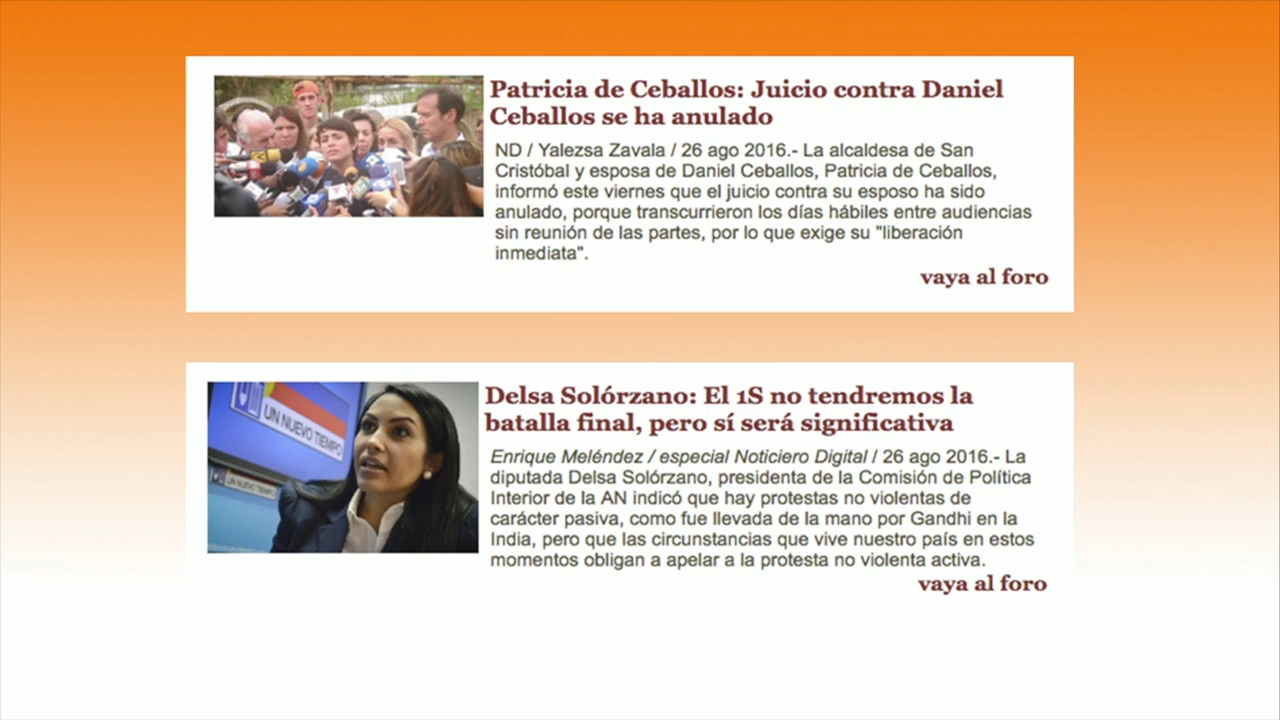 Patricia de Ceballos: Juicio contra Daniel
Ceballos se ha anulado
ND / Yalezsa Zavala / 26 ago 2016.- La alcaldesa de San
Cristóbal y esposa de Daniel Ceballos, Patricia de Ceballos,
informó este viernes que el juicio contra su esposo ha sido
anulado, porque transcurrieron los días hábiles entre audiencias
sin reunión de las partes, por lo que exige su "liberación
inmediata".
vaya al foro
Delsa Solórzano: El 1S no tendremos la
batalla final, pero sí será significativa
UN NUEVO TIEMPO
UN NUEVO TIEMPO
Enrique Meléndez / especial Noticiero Digital / 26 ago 2016.- La
diputada Delsa Solórzano, presidenta de la Comisión de Política
Interior de la AN indicó que hay protestas no violentas de
carácter pasiva, como fue llevada de la mano por Gandhi en la
India, pero que las circunstancias que vive nuestro país en estos
momentos obligan a apelar a la protesta no violenta activa.
vaya al foro